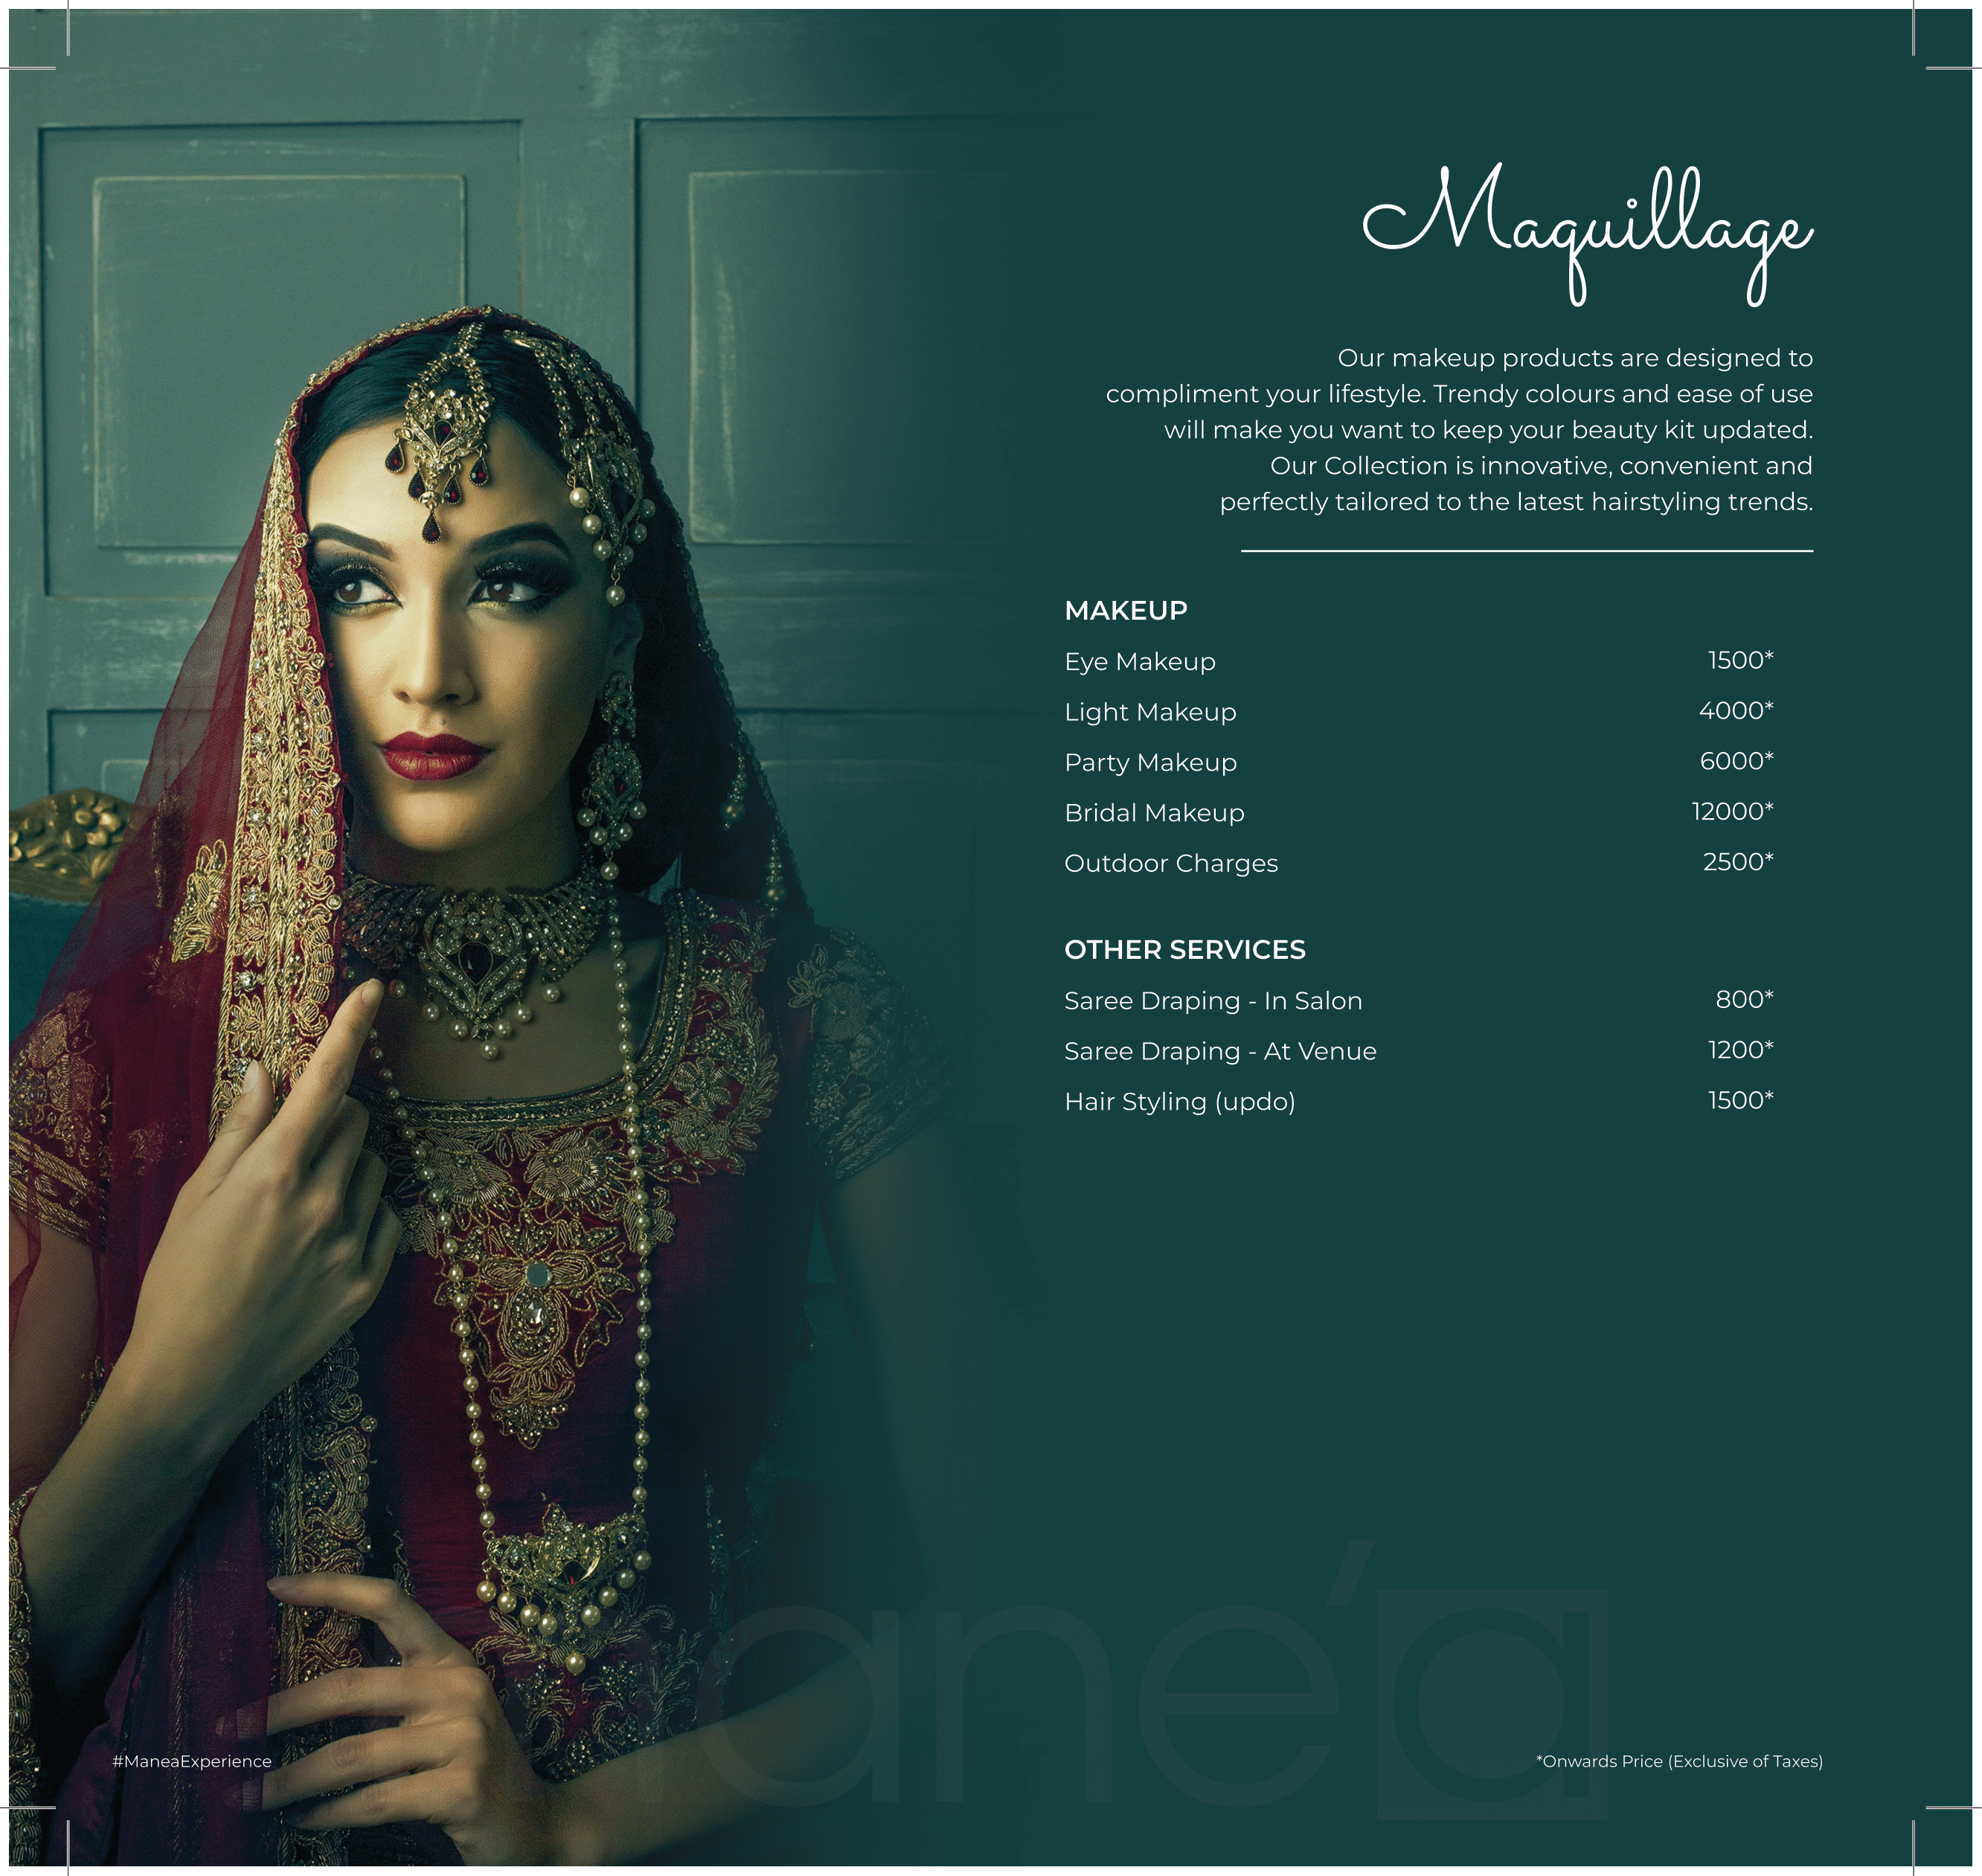 Maquillage
Our makeup products are designed to
compliment your lifestyle. Trendy colours and ease of use
will make you want to keep your beauty kit updated.
Our Collection is innovative, convenient and
perfectly tailored to the latest hairstyling trends.
MAKEUP
Eye Makeup 1500*
Light Makeup 4000*
Party Makeup 6000*
Bridal Makeup 12000*
Outdoor Charges 2500*
OTHER SERVICES
Saree Draping - In Salon 800*
Saree Draping - At Venue 1200*
Hair Styling (updo) 1500*
ane'a
#ManeaExperience
*Onwards Price (Exclusive of Taxes)